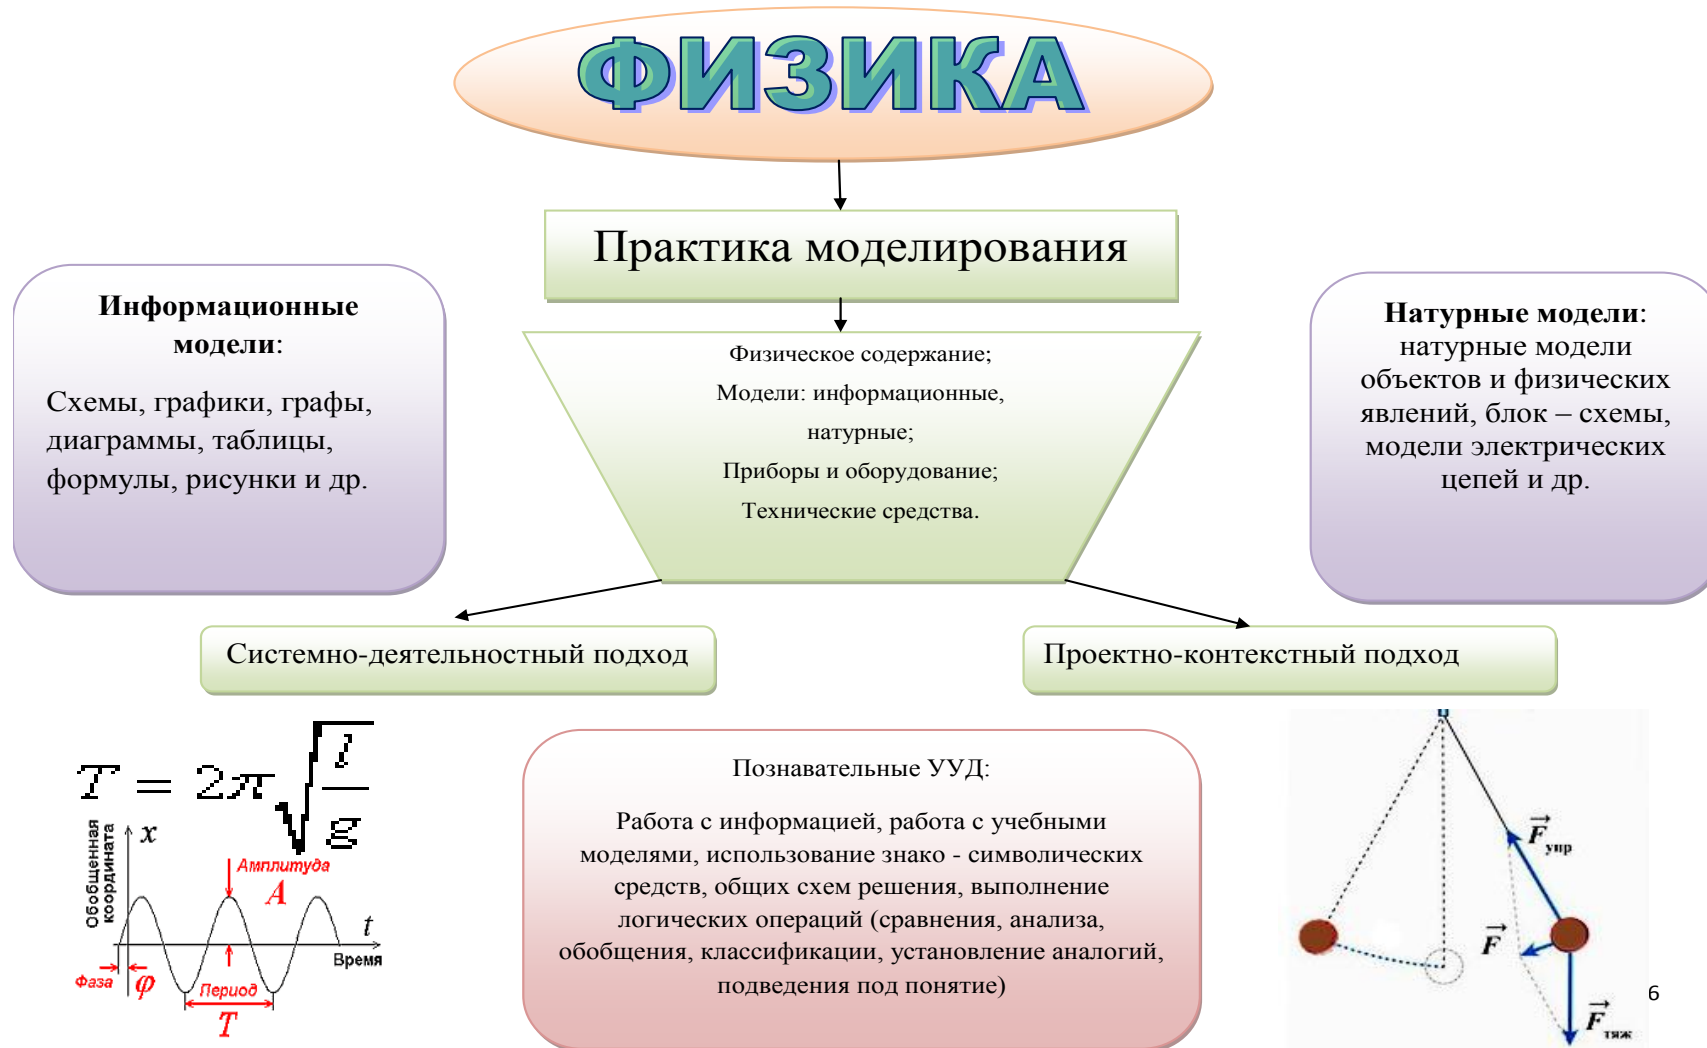 ФИЗИКА
Практика моделирования
Информационные
модели:
Схемы, графики, графы,
диаграммы, таблицы,
формулы, рисунки и др.
Физическое содержание;
Модели: информационные,
натурные;
Приборы и оборудование;
Технические средства.
Натурные модели:
натурные модели
объектов и физических
явлений, блок – схемы,
модели электрических
цепей и др.
Системно-деятельностный подход
Проектно-контекстный подход
T = 2π√(l/g)
Обобщенная
координата
x
Амплитуда
A
t
Время
Фаза
φ
Период
T
Познавательные УУД:
Работа с информацией, работа с учебными
моделями, использование знако - символических
средств, общих схем решения, выполнение
логических операций (сравнения, анализа,
обобщения, классификации, установление аналогий,
подведения под понятие)
F⃗упр
F⃗
F⃗тяж
6